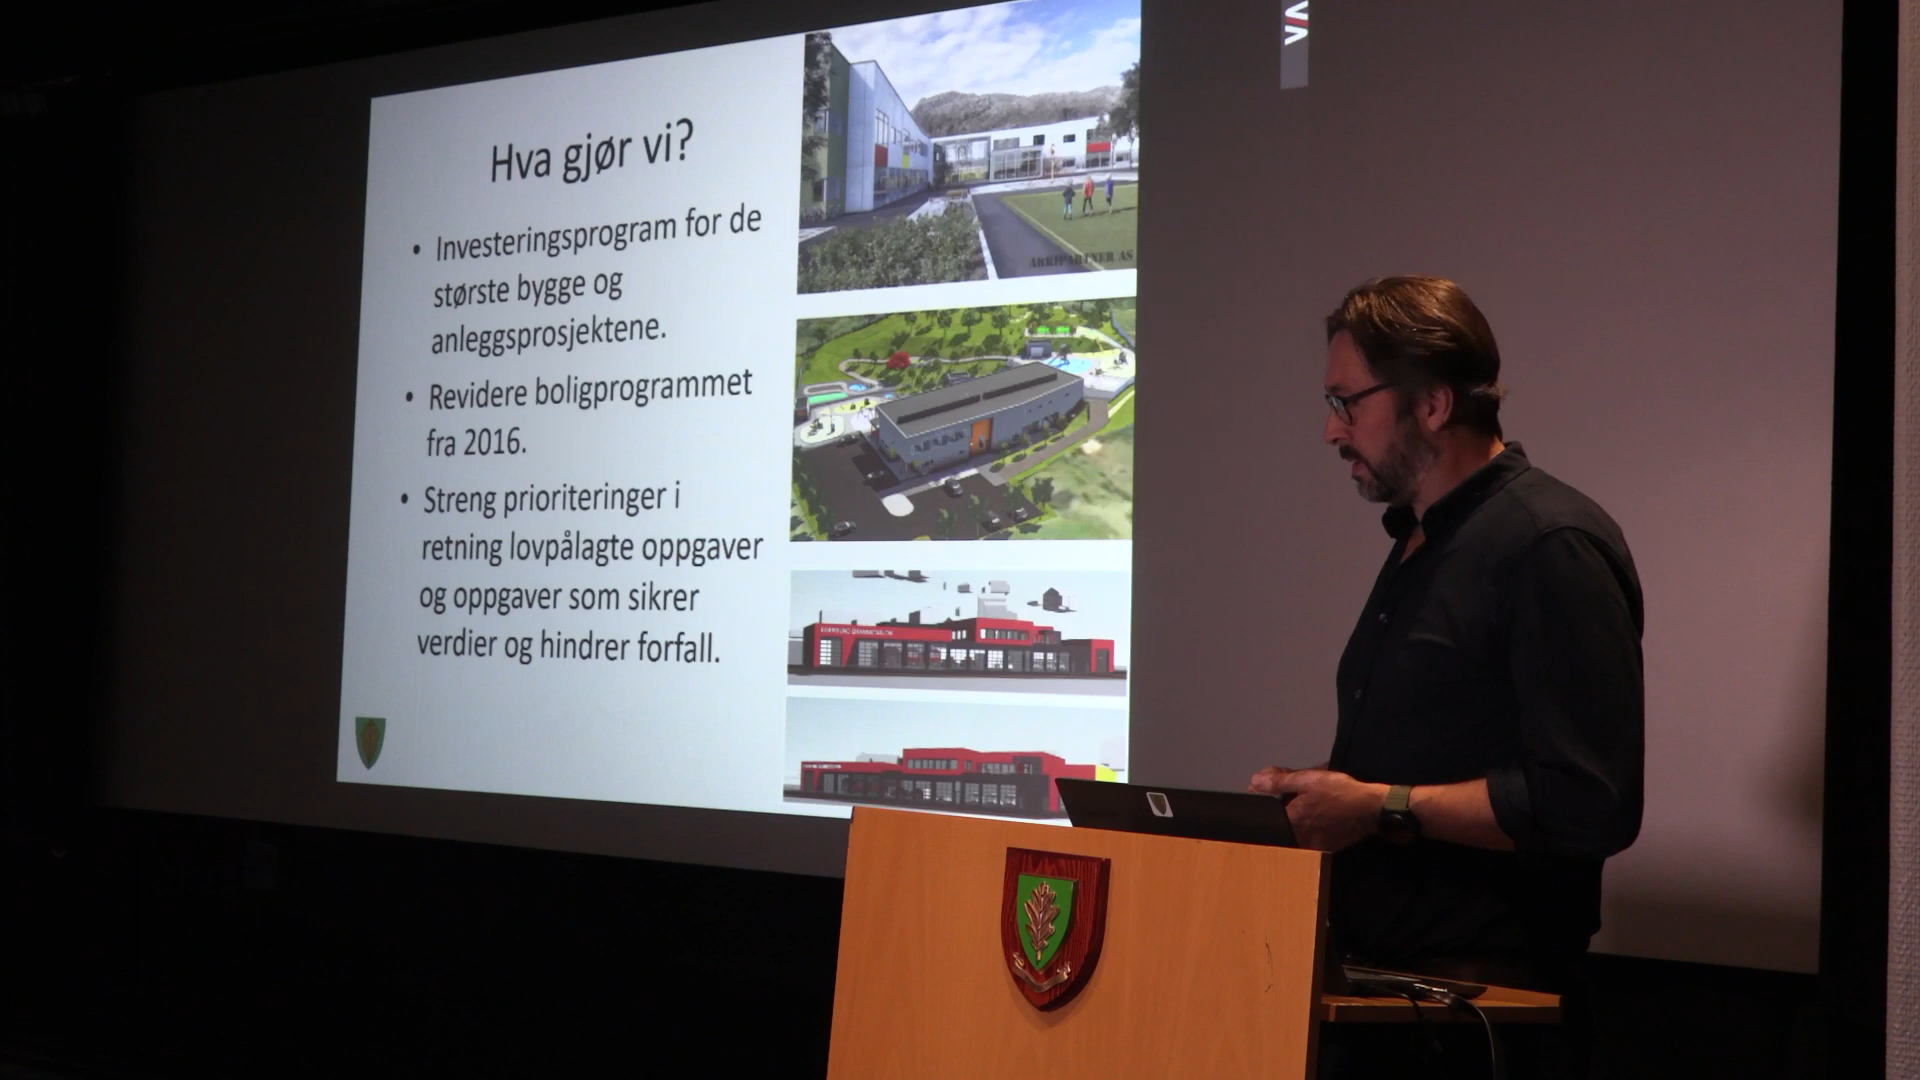 Hva gjør vi?
• Investeringsprogram for de
største bygge og
anleggsprosjektene.
• Revidere boligprogrammet
fra 2016.
• Streng prioriteringer i
retning lovpålagte oppgaver
og oppgaver som sikrer
verdier og hindrer forfall.
ARKIPARTNER AS